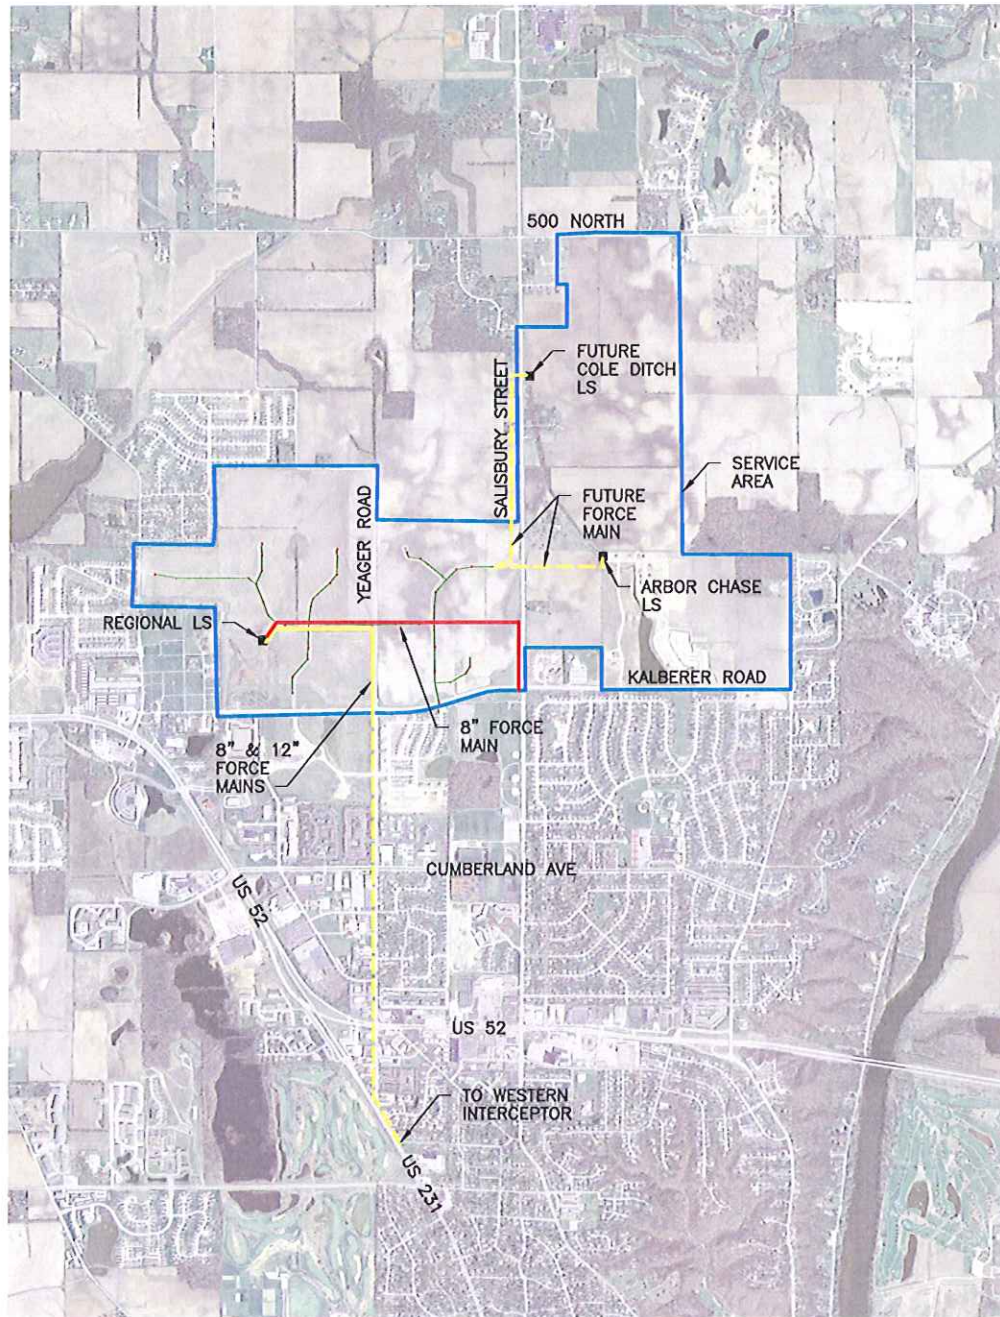 500 NORTH
FUTURE
COLE DITCH
LS
SALISBURY STREET
SERVICE
AREA
YEAGER ROAD
FUTURE
FORCE
MAIN
ARBOR CHASE
LS
REGIONAL LS
KALBERER ROAD
8" FORCE
MAIN
8" & 12"
FORCE
MAINS
CUMBERLAND AVE
US 52
US 52
TO WESTERN
INTERCEPTOR
US 231